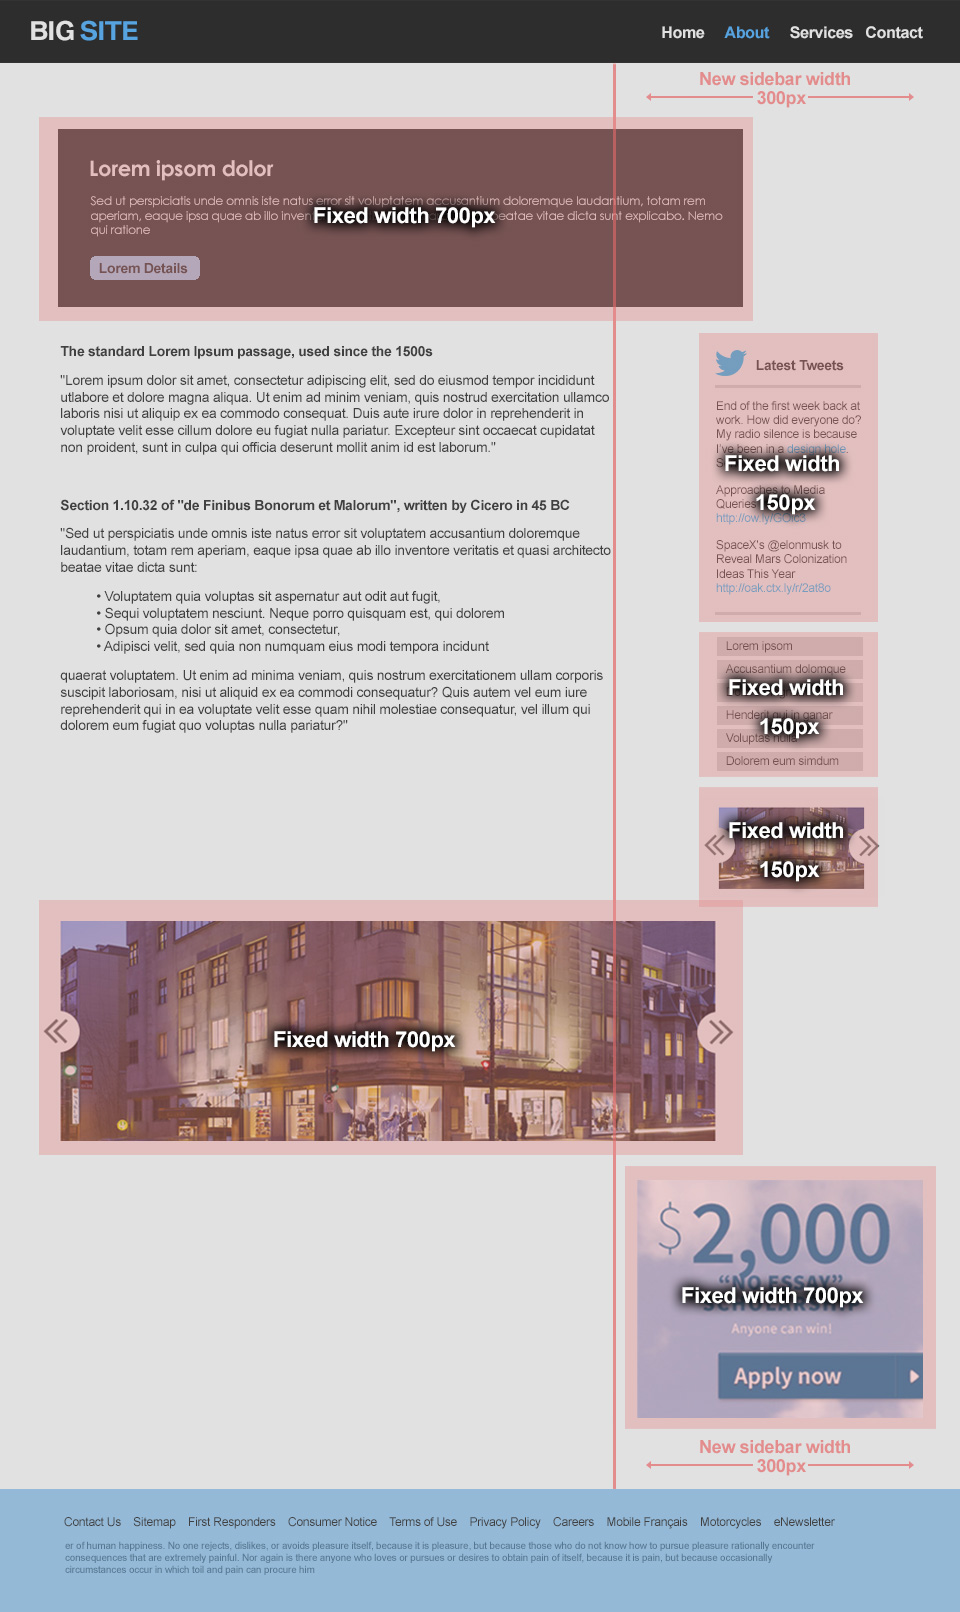 BIG SITE
Home About Services Contact
New sidebar width
300px
Lorem ipsom dolor
Sed ut perspiciatis unde omnis iste natus error sit voluptatem accusantium doloremque laudantium, totam rem
aperiam, eaque ipsa quae ab illo inven eatae vitae dicta sunt explicabo. Nemo
Fixed width 700px
qui ratione
Lorem Details
The standard Lorem Ipsum passage, used since the 1500s
"Lorem ipsum dolor sit amet, consectetur adipiscing elit, sed do eiusmod tempor incididunt
utlabore et dolore magna aliqua. Ut enim ad minim veniam, quis nostrud exercitation ullamco
laboris nisi ut aliquip ex ea commodo consequat. Duis aute irure dolor in reprehenderit in
voluptate velit esse cillum dolore eu fugiat nulla pariatur. Excepteur sint occaecat cupidatat
non proident, sunt in culpa qui officia deserunt mollit anim id est laborum."
Section 1.10.32 of "de Finibus Bonorum et Malorum", written by Cicero in 45 BC
"Sed ut perspiciatis unde omnis iste natus error sit voluptatem accusantium doloremque
laudantium, totam rem aperiam, eaque ipsa quae ab illo inventore veritatis et quasi architecto
beatae vitae dicta sunt:
• Voluptatem quia voluptas sit aspernatur aut odit aut fugit,
• Sequi voluptatem nesciunt. Neque porro quisquam est, qui dolorem
• Opsum quia dolor sit amet, consectetur,
• Adipisci velit, sed quia non numquam eius modi tempora incidunt
quaerat voluptatem. Ut enim ad minima veniam, quis nostrum exercitationem ullam corporis
suscipit laboriosam, nisi ut aliquid ex ea commodi consequatur? Quis autem vel eum iure
reprehenderit qui in ea voluptate velit esse quam nihil molestiae consequatur, vel illum qui
dolorem eum fugiat quo voluptas nulla pariatur?"
Latest Tweets
End of the first week back at
work. How did everyone do?
My radio silence is because
I've been in a design hole.
Fixed width
Approaches to Media
Queries
150px
http://ow.ly/GOic3
SpaceX's @elonmusk to
Reveal Mars Colonization
Ideas This Year
http://oak.ctx.ly/r/2at8o
Lorem ipsom
Accusantium dolomque
Fixed width
Henderit qui in ganar
150px
Voluptas nulla
Dolorem eum simdum
Fixed width
150px
Fixed width 700px
$2,000
“NO ESSAY”
Fixed width 700px
SCHOLARSHIP
Anyone can win!
Apply now
New sidebar width
300px
Contact Us Sitemap First Responders Consumer Notice Terms of Use Privacy Policy Careers Mobile Français Motorcycles eNewsletter
er of human happiness. No one rejects, dislikes, or avoids pleasure itself, because it is pleasure, but because those who do not know how to pursue pleasure rationally encounter
consequences that are extremely painful. Nor again is there anyone who loves or pursues or desires to obtain pain of itself, because it is pain, but because occasionally
circumstances occur in which toil and pain can procure him